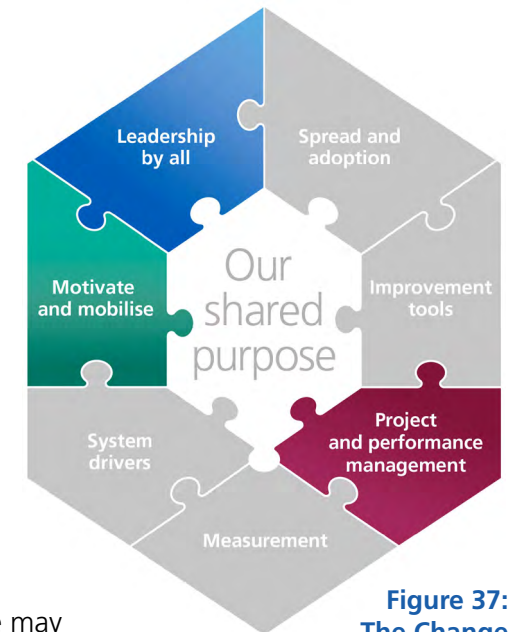 Leadership
by all
Spread and
adoption
Motivate
and mobilise
Our
shared
purpose
Improvement
tools
System
drivers
Project
and performance
management
Measurement
may
Figure 37:
The Change